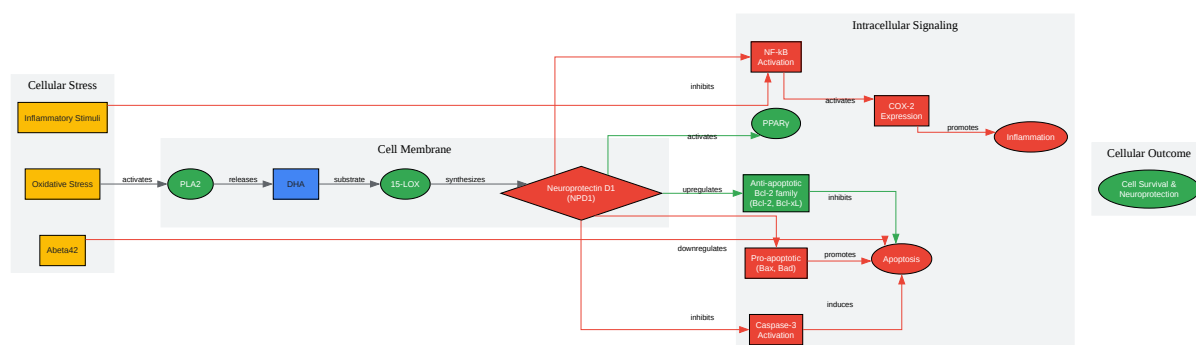 Intracellular Signaling
Cellular Stress
Inflammatory Stimuli
Oxidative Stress
Abeta42
activates
Cell Membrane
PLA2
releases
DHA
substrate
15-LOX
synthesizes
Neuroprotectin D1
(NPD1)
inhibits
activates
upregulates
downregulates
inhibits
NF-kB
Activation
activates
COX-2
Expression
promotes
Inflammation
PPARγ
Anti-apoptotic
Bcl-2 family
(Bcl-2, Bcl-xL)
inhibits
Pro-apoptotic
(Bax, Bad)
promotes
Apoptosis
induces
Caspase-3
Activation
Cellular Outcome
Cell Survival &
Neuroprotection